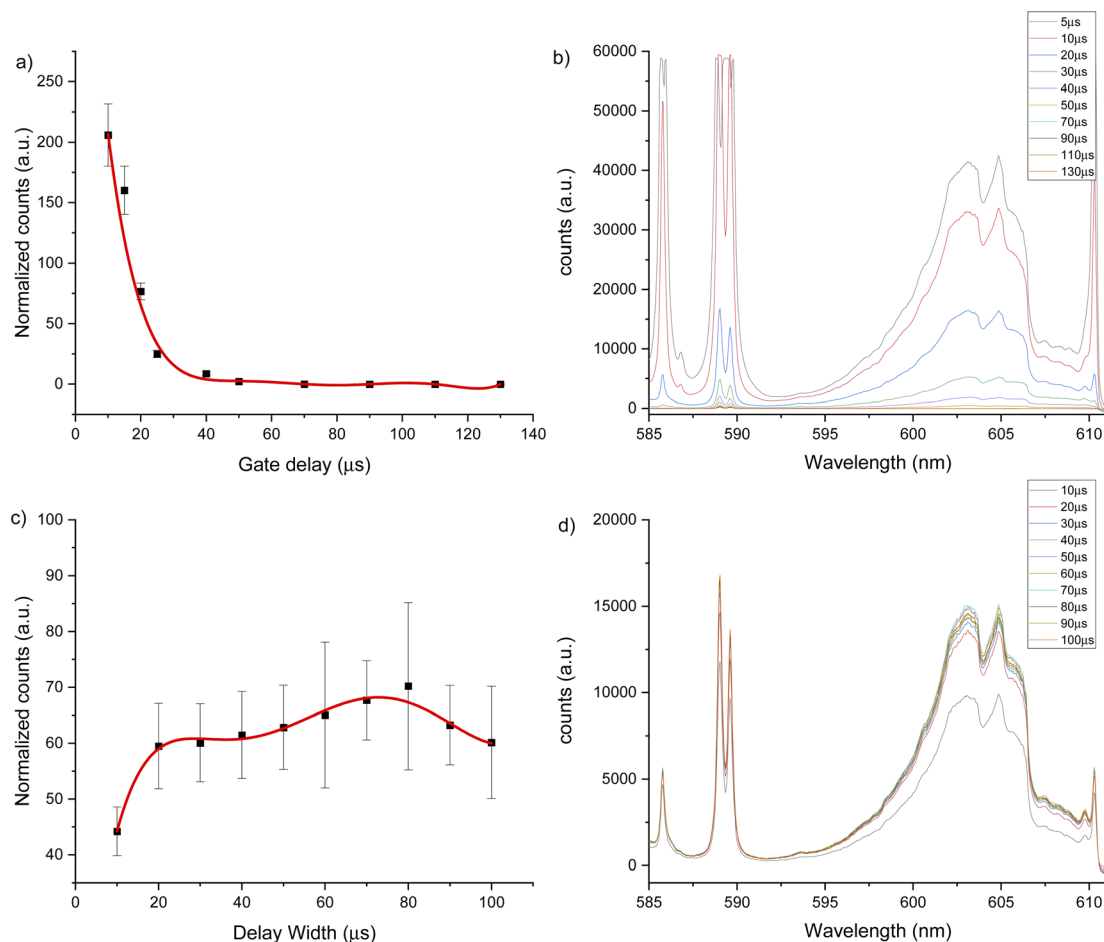 a)
Normalized counts (a.u.)
250
200
150
100
50
0
0 20 40 60 80 100 120 140
Gate delay (μs)
b)
counts (a.u.)
60000
50000
40000
30000
20000
10000
0
585 590 595 600 605 610
Wavelength (nm)
5μs
10μs
20μs
30μs
40μs
50μs
70μs
90μs
110μs
130μs
c)
Normalized counts (a.u.)
100
90
80
70
60
50
40
0 20 40 60 80 100
Delay Width (μs)
d)
counts (a.u.)
20000
15000
10000
5000
0
585 590 595 600 605 610
Wavelength (nm)
10μs
20μs
30μs
40μs
50μs
60μs
70μs
80μs
90μs
100μs